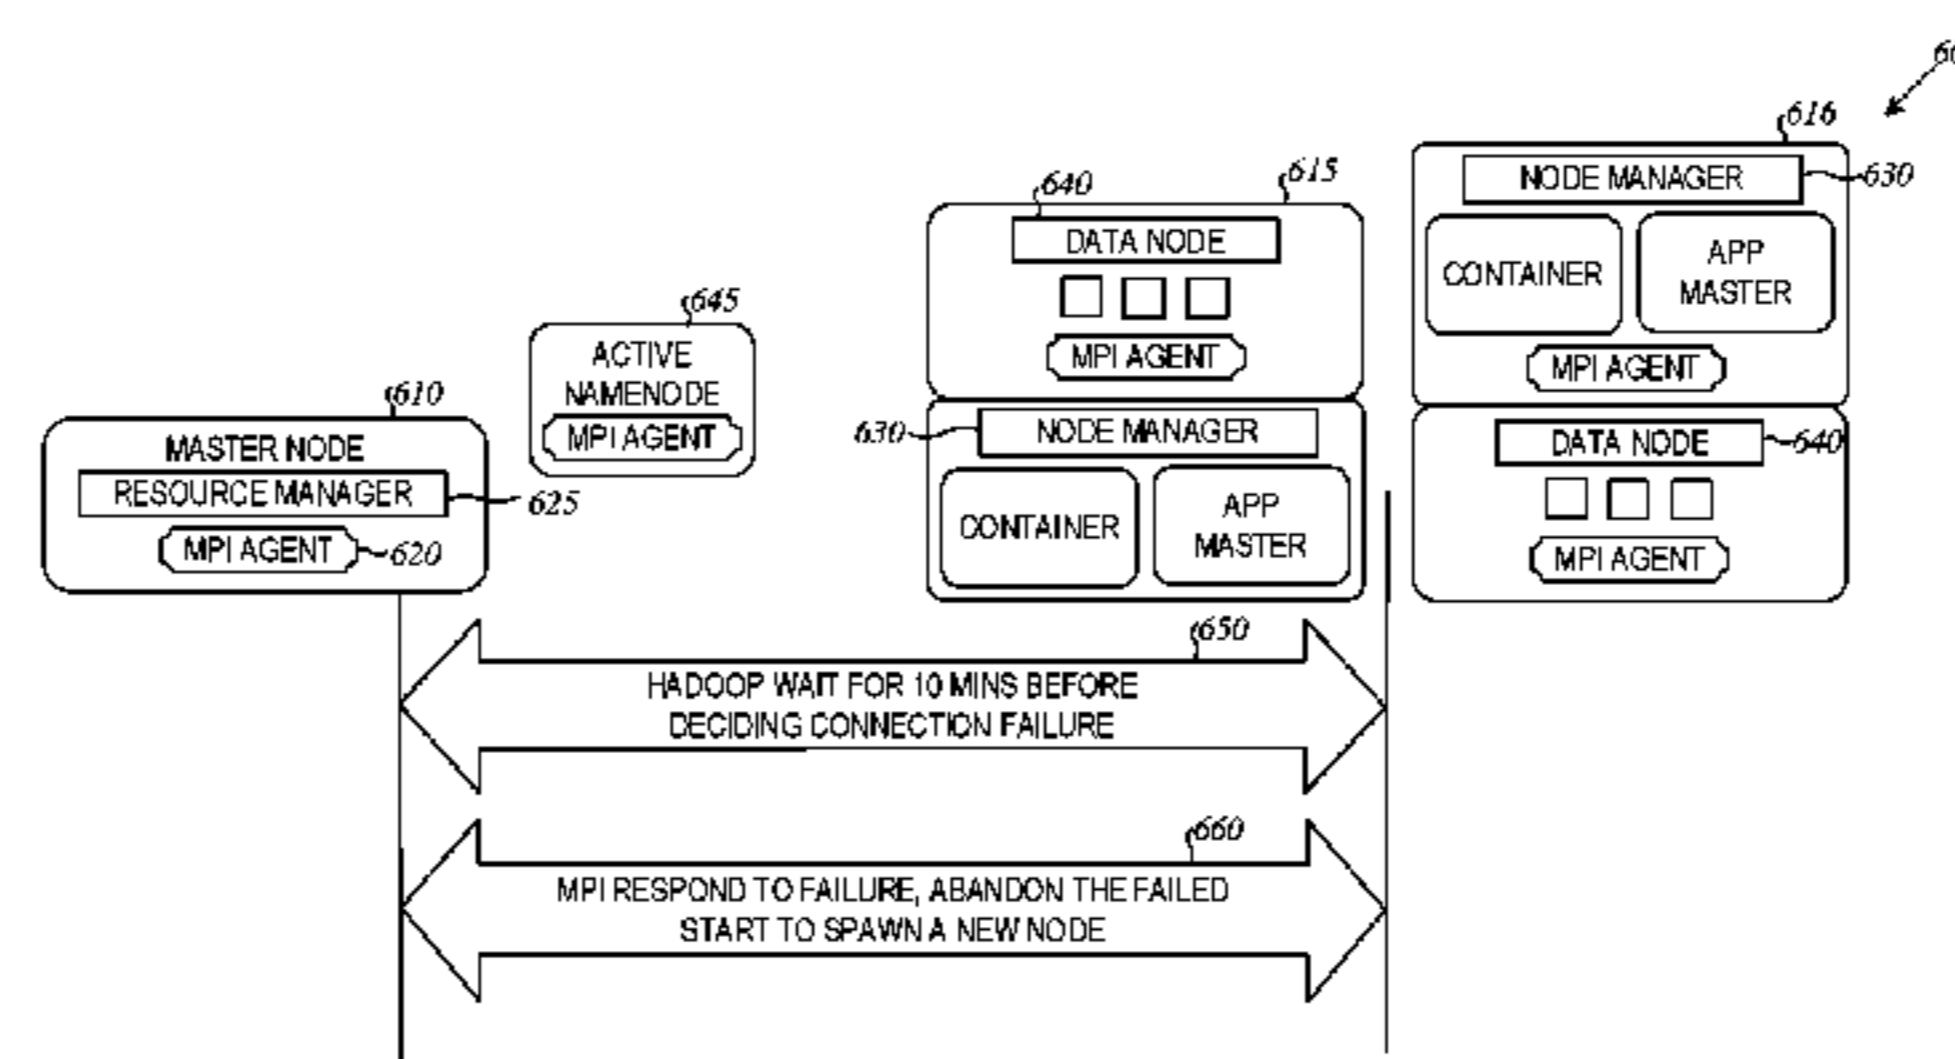 616
NODE MANAGER
630
CONTAINER
APP
MASTER
MPI AGENT
DATA NODE
640
MPI AGENT
615
640
DATA NODE
MPI AGENT
630
NODE MANAGER
CONTAINER
APP
MASTER
645
ACTIVE
NAMENODE
MPI AGENT
610
MASTER NODE
RESOURCE MANAGER
625
MPI AGENT
620
650
HADOOP WAIT FOR 10 MINS BEFORE
DECIDING CONNECTION FAILURE
660
MPI RESPOND TO FAILURE, ABANDON THE FAILED
START TO SPAWN A NEW NODE